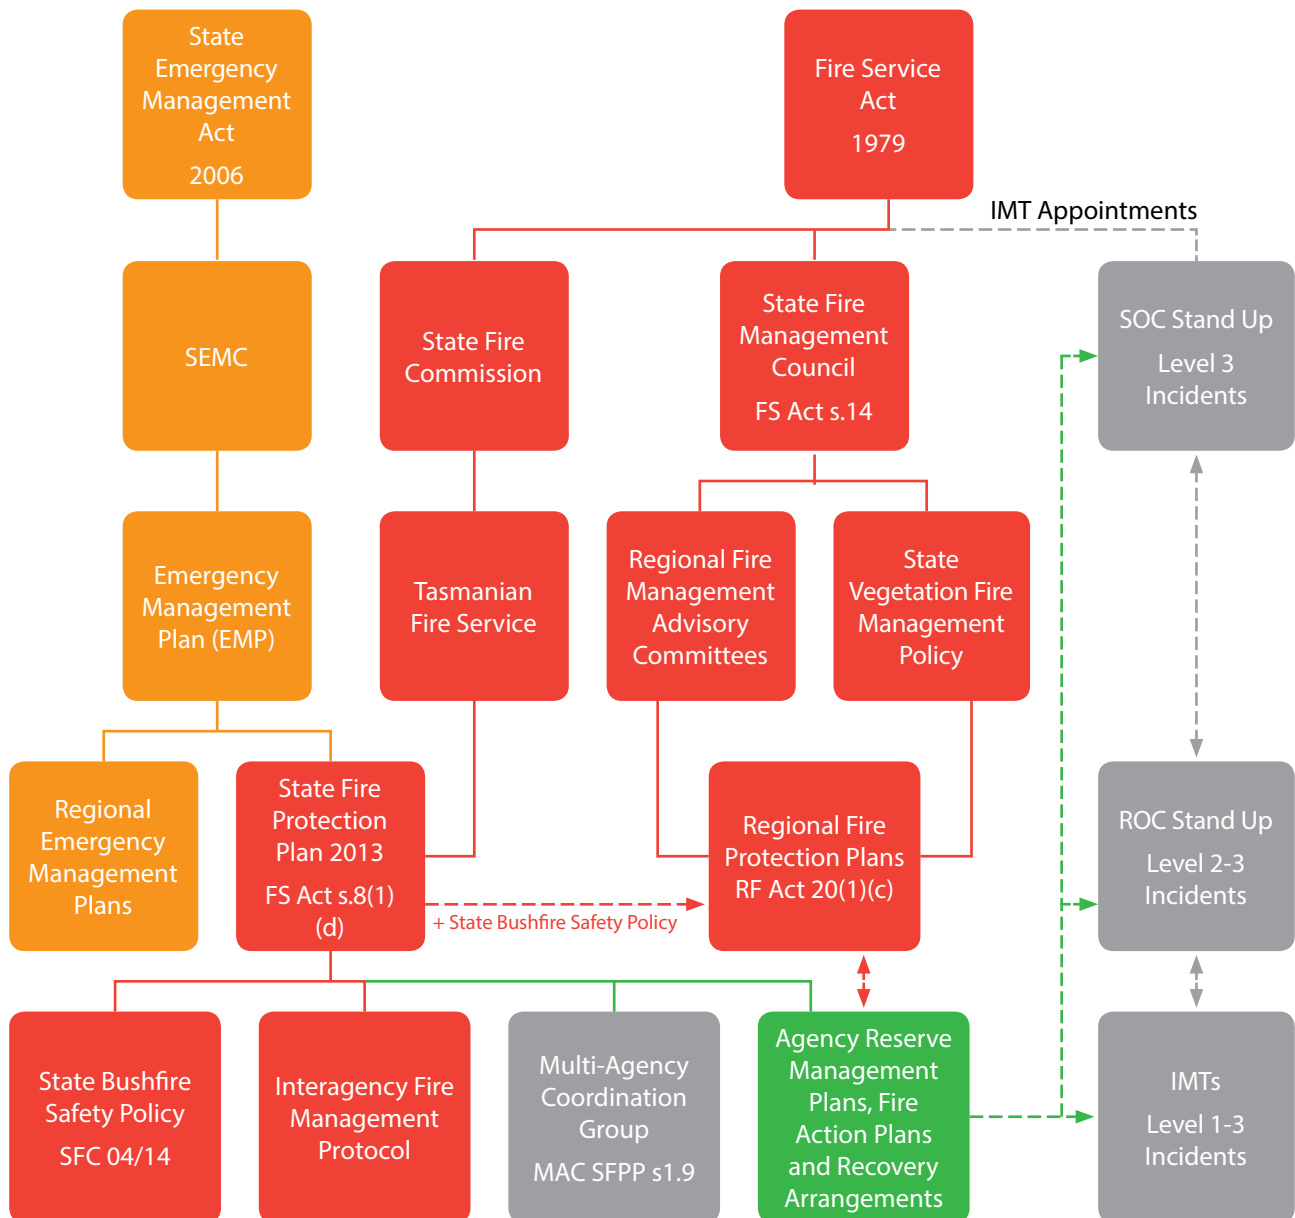 State
Emergency
Management
Act
2006
Fire Service
Act
1979
IMT Appointments
SEMC
State Fire
Commission
State Fire
Management
Council
FS Act s.14
SOC Stand Up
Level 3
Incidents
Emergency
Management
Plan (EMP)
Tasmanian
Fire Service
Regional Fire
Management
Advisory
Committees
State
Vegetation Fire
Management
Policy
Regional
Emergency
Management
Plans
State Fire
Protection
Plan 2013
FS Act s.8(1)
(d)
+ State Bushfire Safety Policy
Regional Fire
Protection Plans
RF Act 20(1)(c)
ROC Stand Up
Level 2-3
Incidents
State Bushfire
Safety Policy
SFC 04/14
Interagency Fire
Management
Protocol
Multi-Agency
Coordination
Group
MAC SFPP s1.9
Agency Reserve
Management
Plans, Fire
Action Plans
and Recovery
Arrangements
IMTs
Level 1-3
Incidents